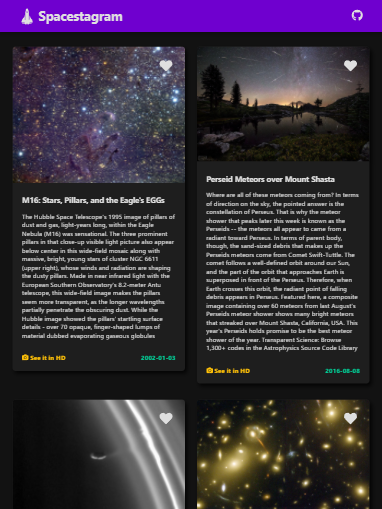 Spacestagram
M16: Stars, Pillars, and the Eagle's EGGs
The Hubble Space Telescope's 1995 image of pillars of
dust and gas, light-years long, within the Eagle
Nebula (M16) was sensational. The three prominent
pillars in that close-up visible light picture also appear
below center in this wide-field mosaic along with
massive, bright, young stars of cluster NGC 6611
(upper right), whose winds and radiation are shaping
the dusty pillars. Made in near infrared light with the
European Southern Observatory's 8.2-meter Antu
telescope, this wide-field image makes the pillars
seem more transparent, as the longer wavelengths
partially penetrate the obscuring dust. While the
Hubble image showed the pillars' startling surface
details - over 70 opaque, finger-shaped lumps of
material dubbed evaporating gaseous globules
See it in HD
2002-01-03
Perseid Meteors over Mount Shasta
Where are all of these meteors coming from? In terms
of direction on the sky, the pointed answer is the
constellation of Perseus. That is why the meteor
shower that peaks later this week is known as the
Perseids -- the meteors all appear to came from a
radiant toward Perseus. In terms of parent body,
though, the sand-sized debris that makes up the
Perseids meteors come from Comet Swift-Tuttle. The
comet follows a well-defined orbit around our Sun,
and the part of the orbit that approaches Earth is
superposed in front of the Perseus. Therefore, when
Earth crosses this orbit, the radiant point of falling
debris appears in Perseus. Featured here, a composite
image containing over 60 meteors from last August's
Perseids meteor shower shows many bright meteors
that streaked over Mount Shasta, California, USA. This
year's Perseids holds promise to be the best meteor
shower of the year. Transparent Science: Browse
1,300+ codes in the Astrophysics Source Code Library
See it in HD
2016-08-08